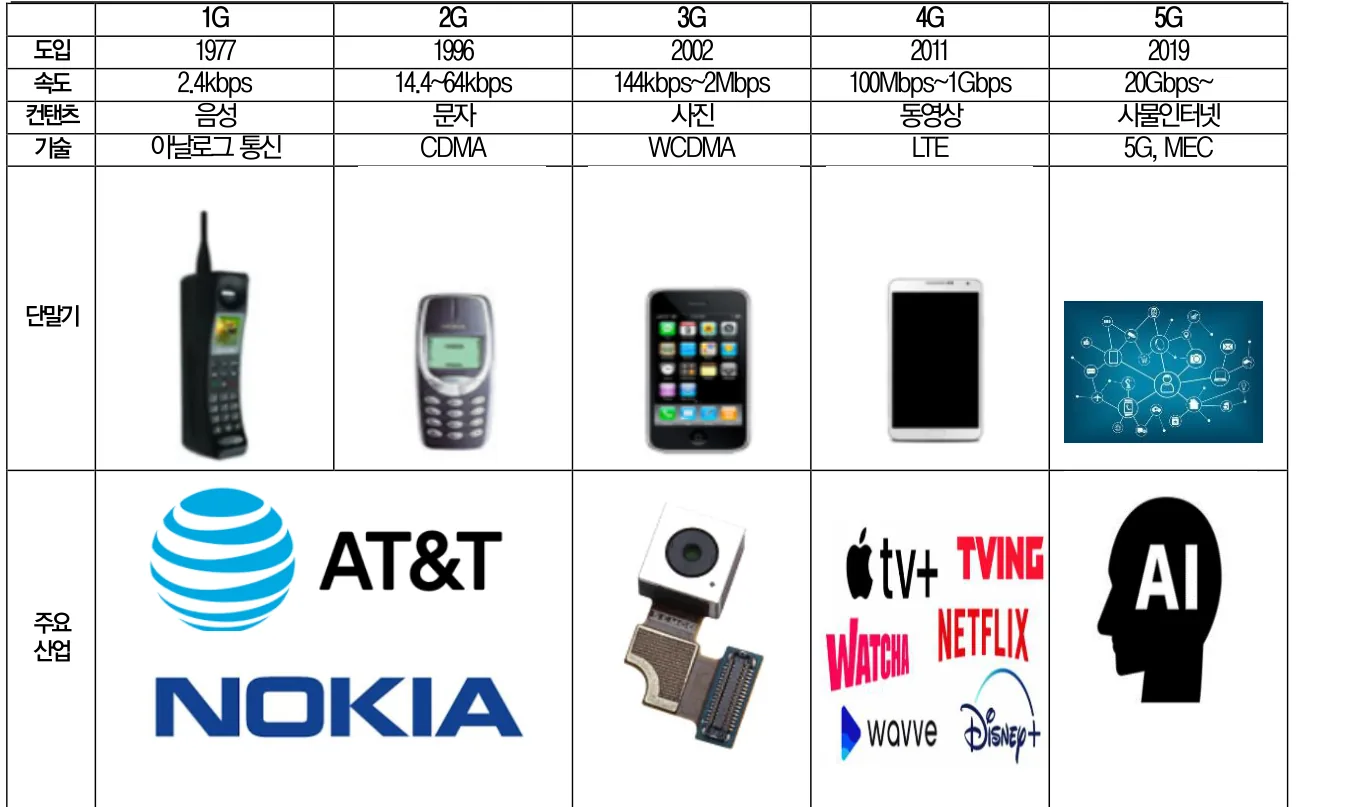 1G 2G 3G 4G 5G
도입 1977 1996 2002 2011 2019
속도 2.4kbps 14.4~64kbps 144kbps~2Mbps 100Mbps~1Gbps 20Gbps~
컨탠츠 음성 문자 사진 동영상 사물인터넷
기술 아날로그 통신 CDMA WCDMA LTE 5G, MEC
단말기
NOKIA
주요
산업
AT&T
NOKIA
tv+ TVING
WATCHA NETFLIX
wavve Disney+
AI